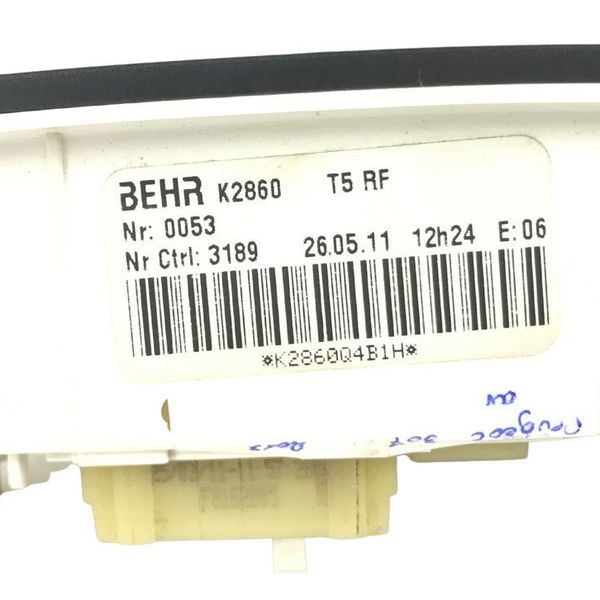 BEHR K2860 T5 RF
Nr: 0053
Nr Ctrl: 3189 26.05.11 12h24 E:06
*K2860Q4B1H*
Peugeot 307